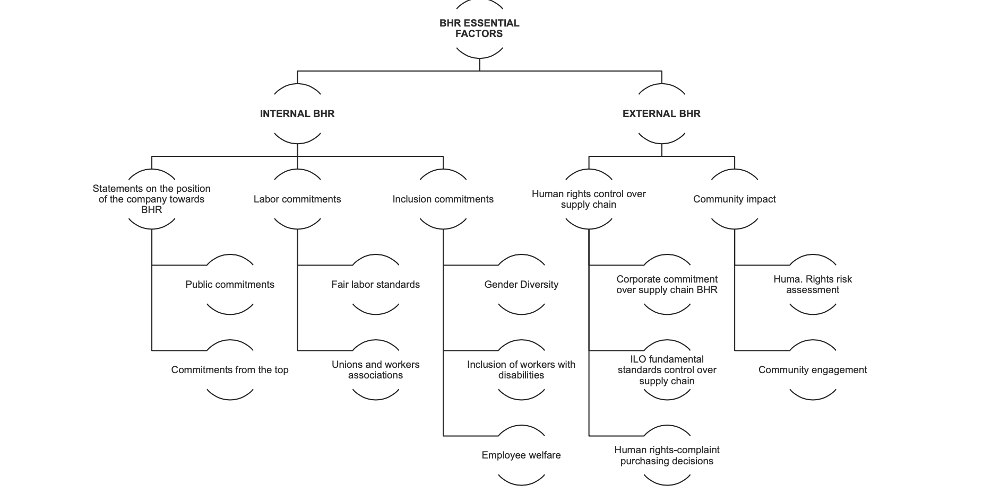 BHR ESSENTIAL
FACTORS
INTERNAL BHR
EXTERNAL BHR
Statements on the position
of the company towards
BHR
Labor commitments
Inclusion commitments
Human rights control over
supply chain
Community impact
Public commitments
Fair labor standards
Gender Diversity
Corporate commitment
over supply chain BHR
Huma. Rights risk
assessment
Commitments from the top
Unions and workers
associations
Inclusion of workers with
disabilities
ILO fundamental
standards control over
supply chain
Community engagement
Employee welfare
Human rights-complaint
purchasing decisions